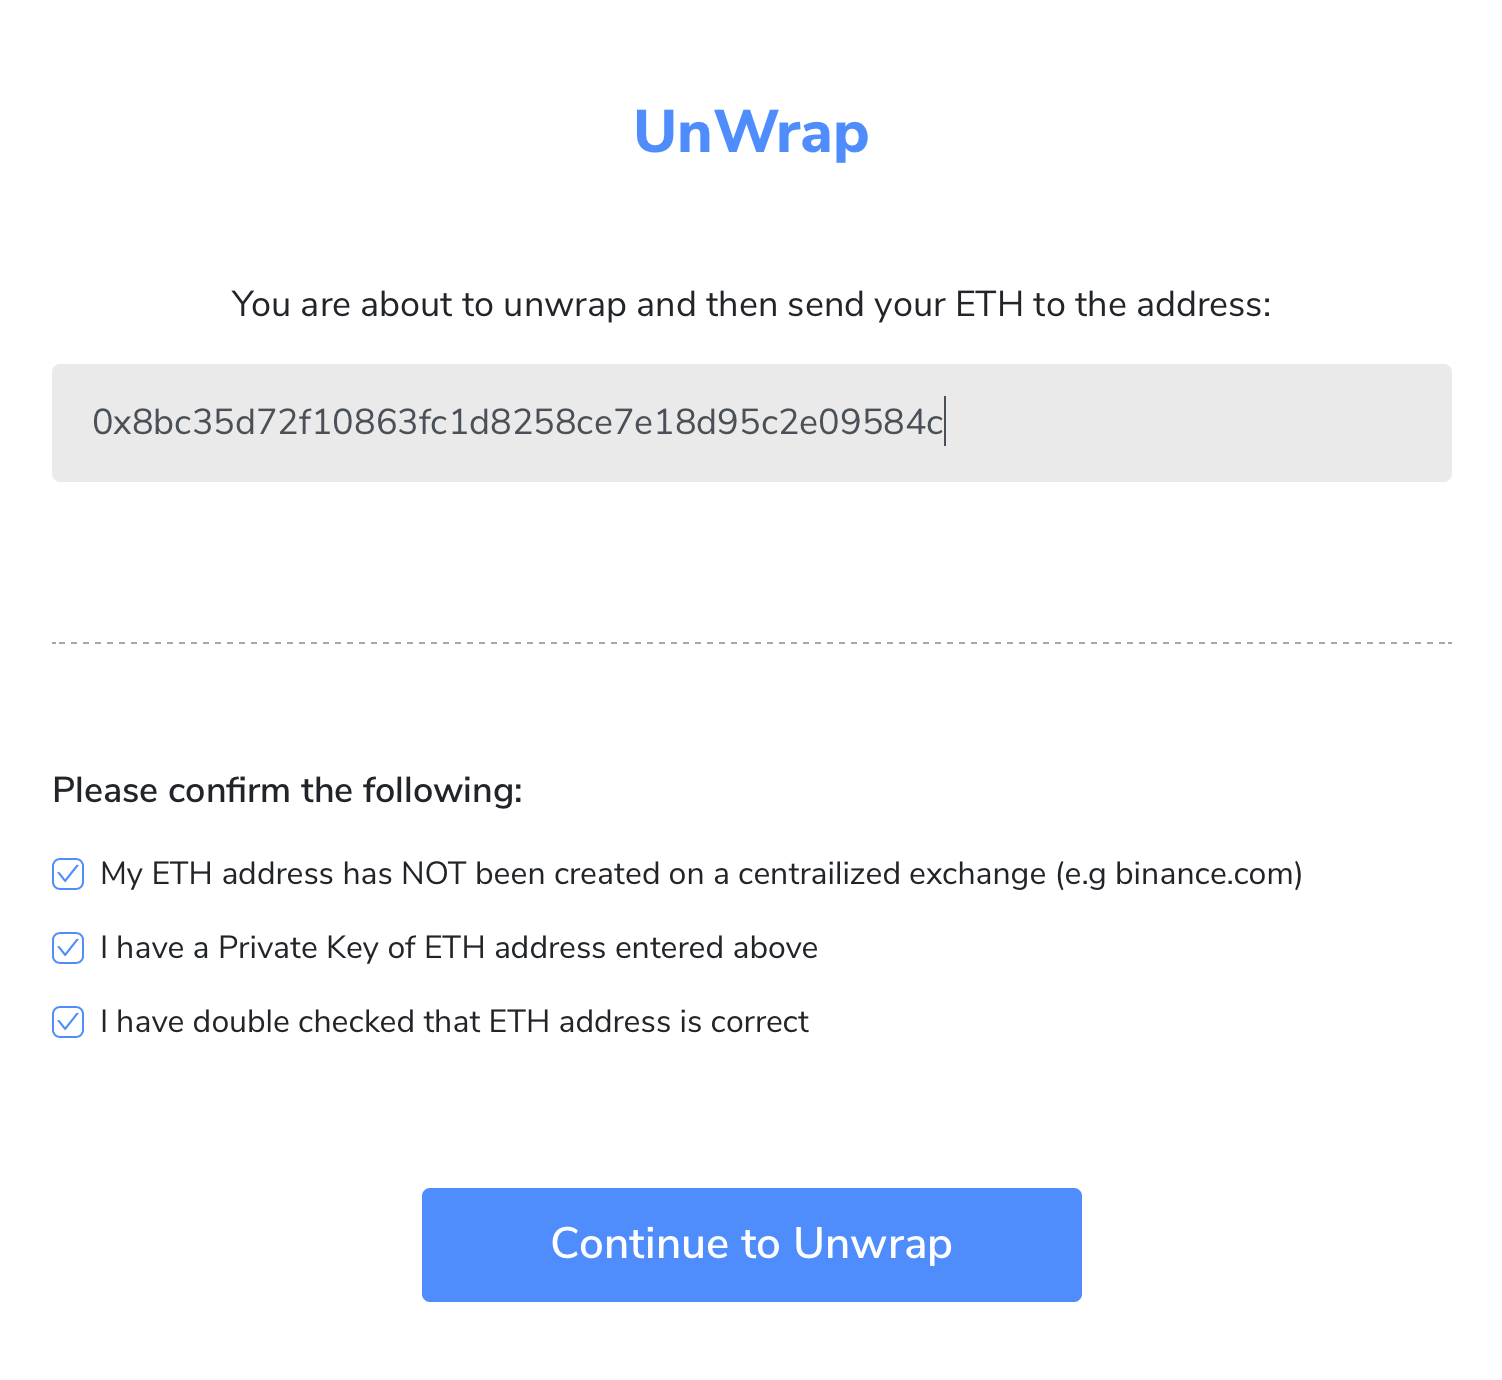 UnWrap
You are about to unwrap and then send your ETH to the address:
0x8bc35d72f10863fc1d8258ce7e18d95c2e09584c
Please confirm the following:
My ETH address has NOT been created on a centrailized exchange (e.g binance.com)
I have a Private Key of ETH address entered above
I have double checked that ETH address is correct
Continue to Unwrap